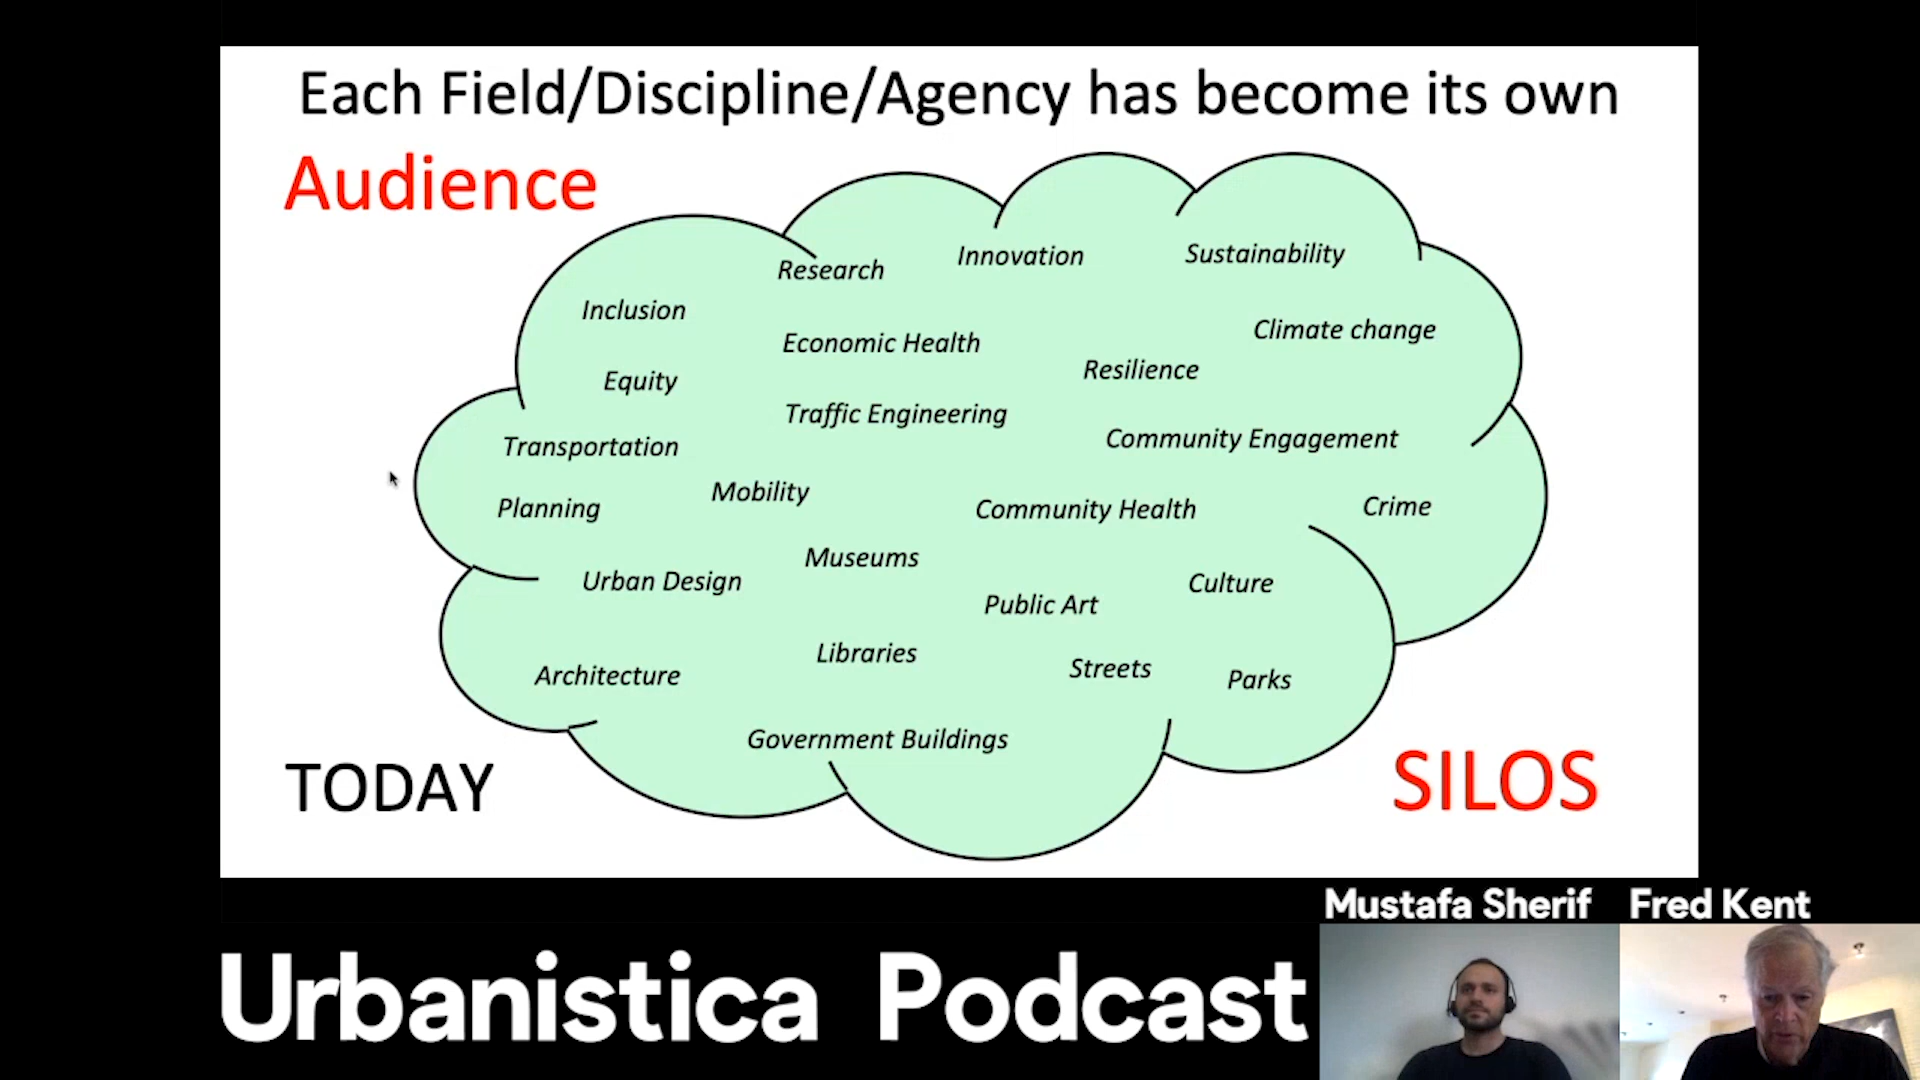 Each Field/Discipline/Agency has become its own
Audience
Research
Innovation
Sustainability
Inclusion
Economic Health
Climate change
Resilience
Equity
Traffic Engineering
Transportation
Community Engagement
Mobility
Planning
Community Health
Crime
Museums
Urban Design
Public Art
Culture
Libraries
Architecture
Streets
Parks
Government Buildings
TODAY
SILOS
Mustafa Sherif
Fred Kent
Urbanistica Podcast